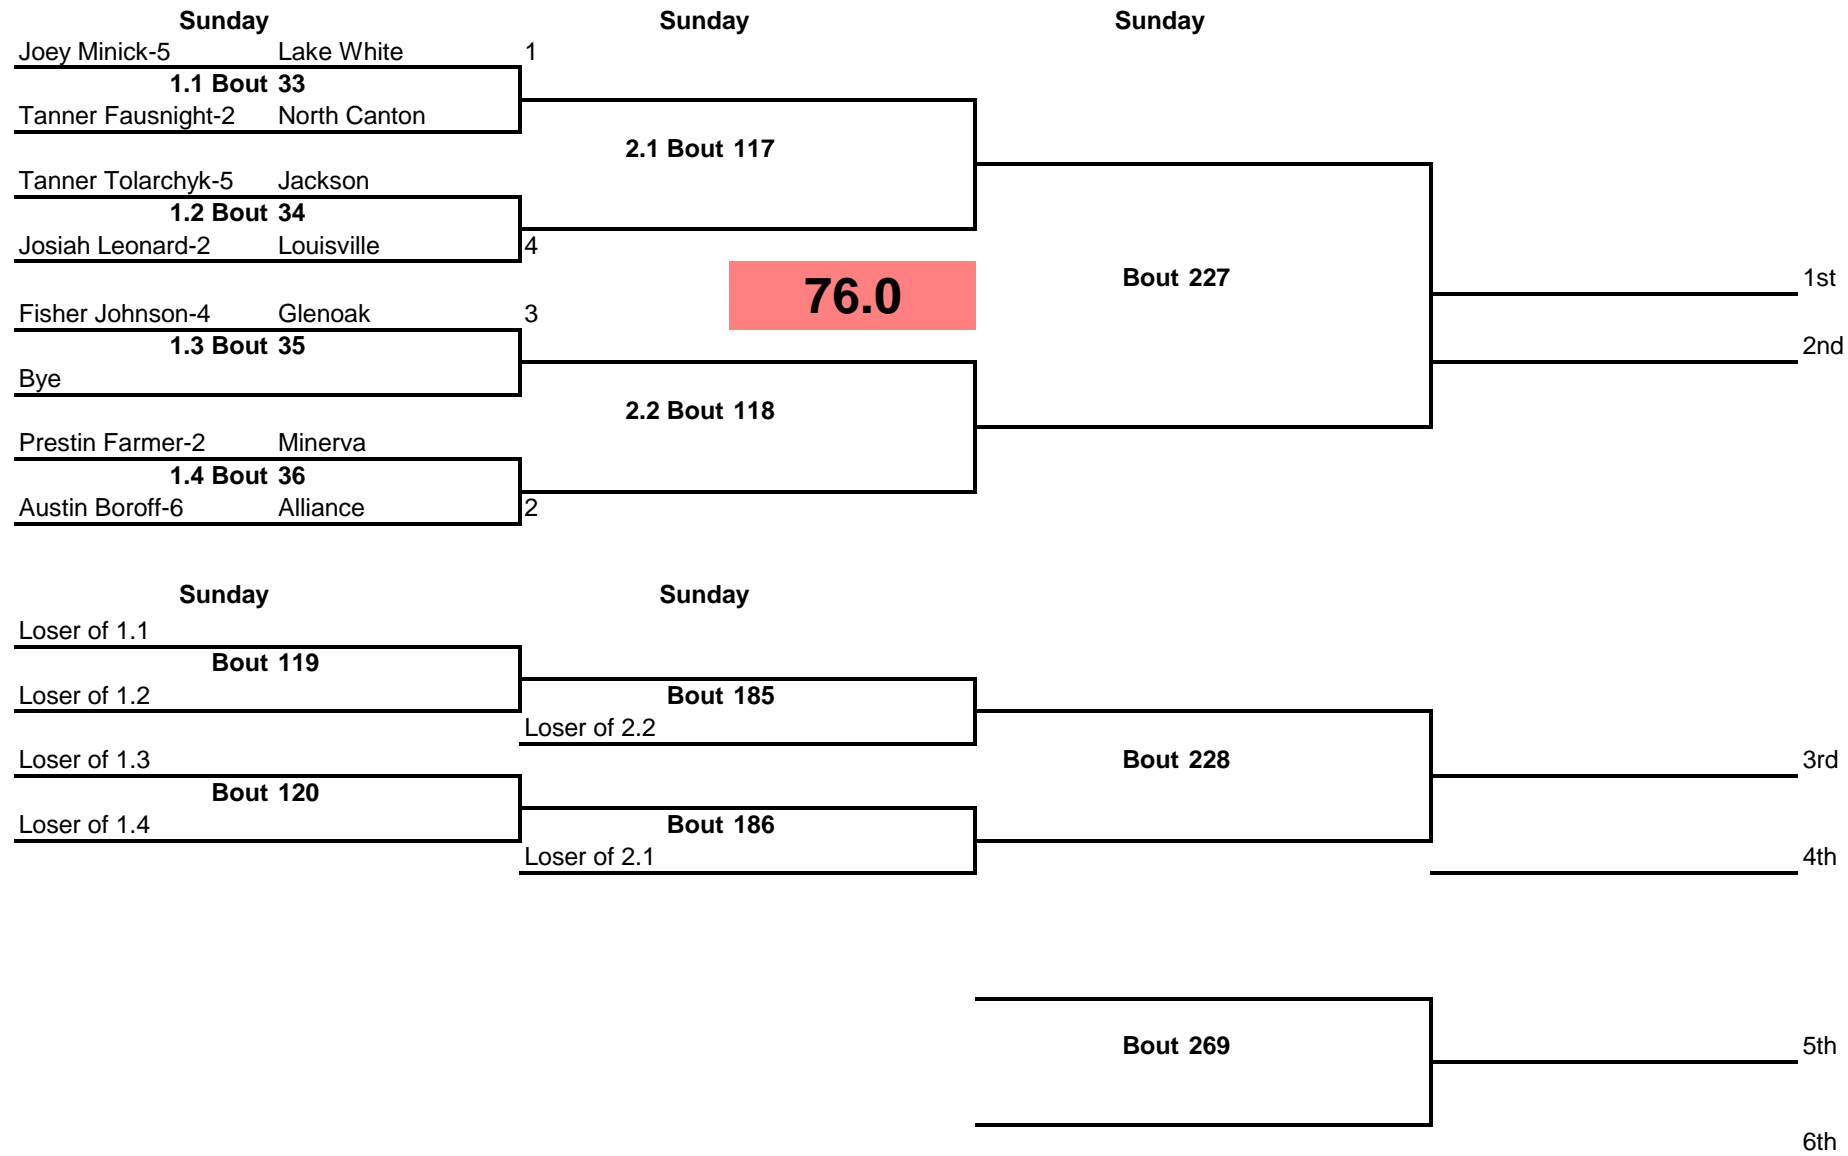 Sunday Sunday Sunday
Joey Minick-5 Lake White 1
1.1 Bout 33
Tanner Fausnight-2 North Canton
2.1 Bout 117
Tanner Tolarchyk-5 Jackson
1.2 Bout 34
Josiah Leonard-2 Louisville 4
76.0
Bout 227 1st
Fisher Johnson-4 Glenoak 3
1.3 Bout 35 2nd
Bye
2.2 Bout 118
Prestin Farmer-2 Minerva
1.4 Bout 36
Austin Boroff-6 Alliance 2
Sunday Sunday
Loser of 1.1
Bout 119
Loser of 1.2 Bout 185
Loser of 2.2
Loser of 1.3 Bout 228 3rd
Bout 120
Loser of 1.4 Bout 186
Loser of 2.1 4th
Bout 269 5th
6th